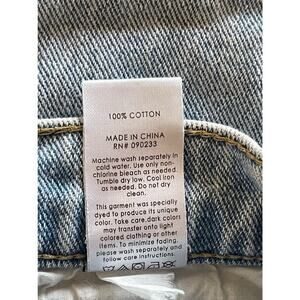 100% COTTON
MADE IN CHINA
RN# 090233
Machine wash separately in
cold water. Use only non-
chlorine bleach as needed.
Tumble dry low. Cool iron
as needed. Do not dry
clean.
This garment was specially
dyed to produce its unique
color. Take care,dark colors
may transfer onto light
colors or other items.
To minimize fading,
please wash separately and
follow care instructions.